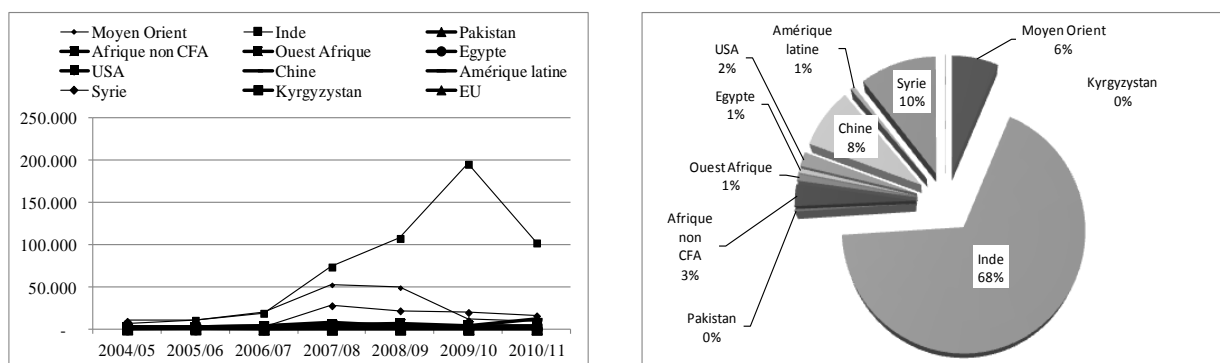 Moyen Orient Inde Pakistan
Afrique non CFA Ouest Afrique Egypte
USA Chine Amérique latine
Syrie Kyrgyzstan EU
250.000
200.000
150.000
100.000
50.000
-
2004/05 2005/06 2006/07 2007/08 2008/09 2009/10 2010/11
Moyen Orient
6%
Kyrgyzstan
0%
Inde
68%
Pakistan
0%
Afrique
non
CFA
3%
Ouest Afrique
1%
Egypte
1%
USA
2%
Chine
8%
Amérique
latine
1%
Syrie
10%